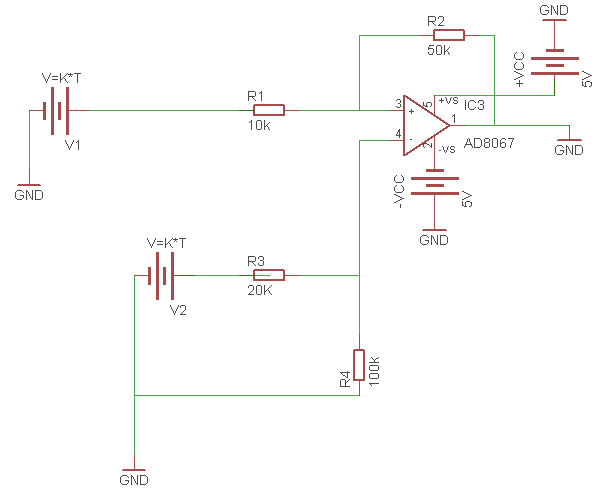 GND
R2
50k
+VCC
5V
V=K*T
V1
R1
10k
3
+
5
+VS
IC3
1
4
-
2
-VS
AD8067
GND
GND
-VCC
5V
GND
V=K*T
V2
R3
20K
R4
100k
GND